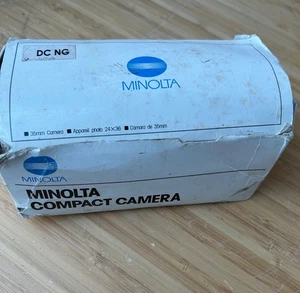 DC NG
MINOLTA
■ 35mm Camera ■ Appareil photo 24×36 ■ Cámara de 35mm
MINOLTA
MINOLTA
COMPACT CAMERA